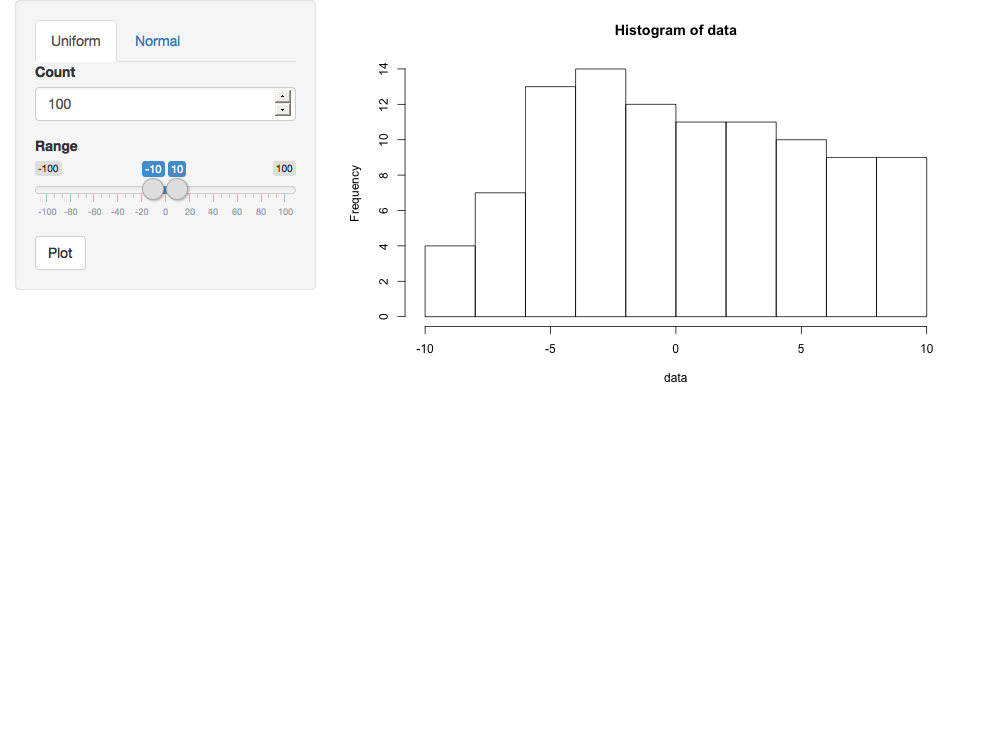 Uniform Normal
Count
100
Range
-100 -10 10 100
-100 -80 -60 -40 -20 0 20 40 60 80 100
Plot
Histogram of data
Frequency
14
12
10
8
6
4
2
0
-10 -5 0 5 10
data